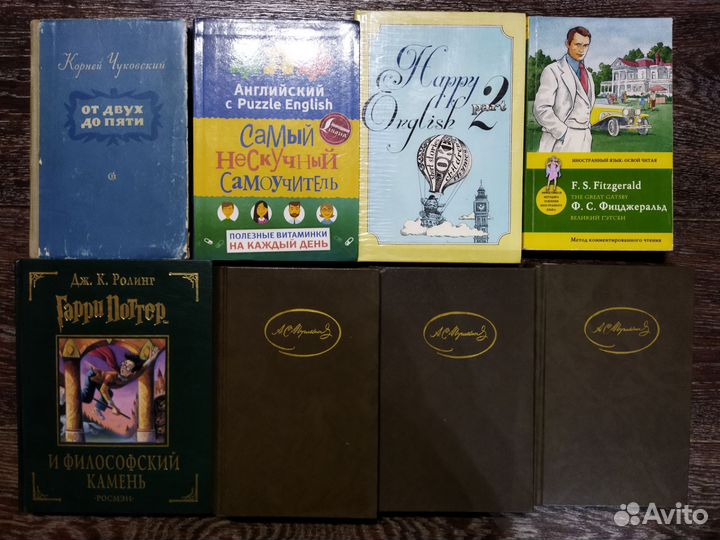 Корней Чуковский
ОТ ДВУХ
ДО ПЯТИ
АНГЛИЙСКИЙ
с Puzzle English
Самый
Нескучный
Самоучитель
ПОЛЕЗНЫЕ ВИТАМИНКИ
НА КАЖДЫЙ ДЕНЬ
Happy
English
part 2
ИНОСТРАННЫЙ ЯЗЫК: ОСВОЙ ЧИТАЯ
F. S. Fitzgerald
THE GREAT GATSBY
Ф. С. Фицджеральд
ВЕЛИКИЙ ГЭТСБИ
Метод комментированного чтения
Дж. К. Ролинг
Гарри Поттер
И ФИЛОСОФСКИЙ
КАМЕНЬ
·РОСМЭН·
Avito